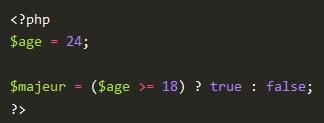 <?php
$age = 24;
$majeur = ($age >= 18) ? true : false;
?>